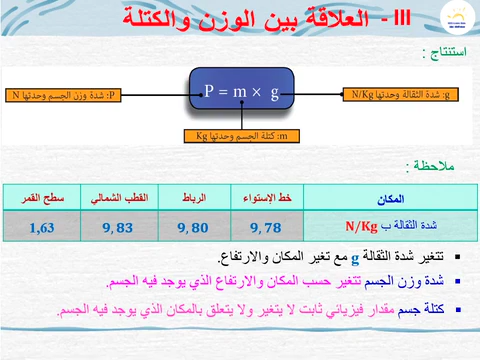 III - العلاقة بين الوزن والكتلة
استنتاج :
P = m × g
P: شدة وزن الجسم وحدتها N
g: شدة الثقالة وحدتها N/Kg
m: كتلة الجسم وحدتها Kg
ملاحظة :
المكان خط الإستواء الرباط القطب الشمالي سطح القمر
شدة الثقالة ب N/Kg 9,78 9,80 9,83 1,63
▪ تتغير شدة الثقالة g مع تغير المكان والارتفاع.
▪ شدة وزن الجسم تتغير حسب المكان والارتفاع الذي يوجد فيه الجسم.
▪ كتلة جسم مقدار فيزيائي ثابت لا يتغير ولا يتعلق بالمكان الذي يوجد فيه الجسم.